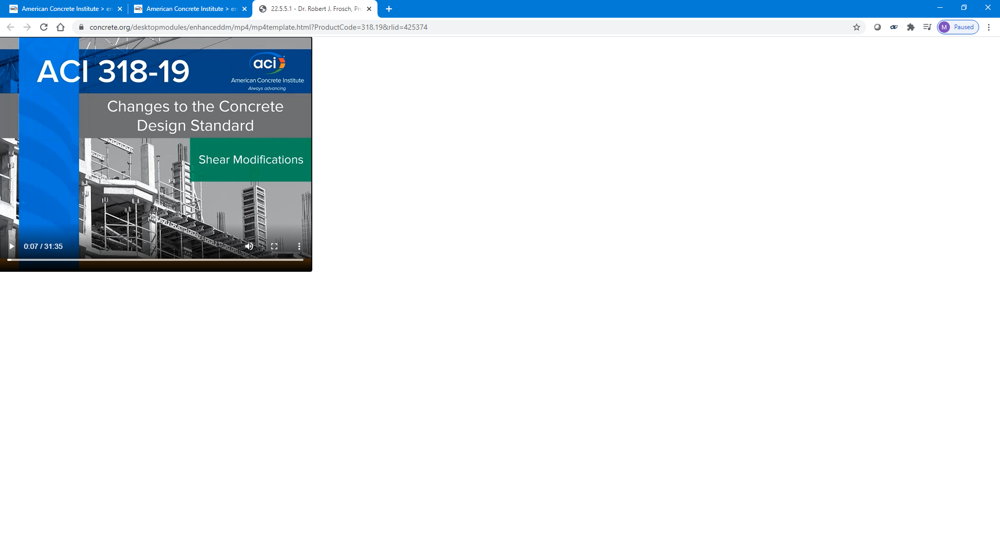 American Concrete Institute > en
American Concrete Institute > en
22.5.5.1 - Dr. Robert J. Frosch, Pro
concrete.org/desktopmodules/enhanceddm/mp4/mp4template.html?ProductCode=318.19&rlid=425374
M Paused
ACI 318-19
aci
American Concrete Institute
Always advancing
Changes to the Concrete
Design Standard
Shear Modifications
0:07 / 31:35